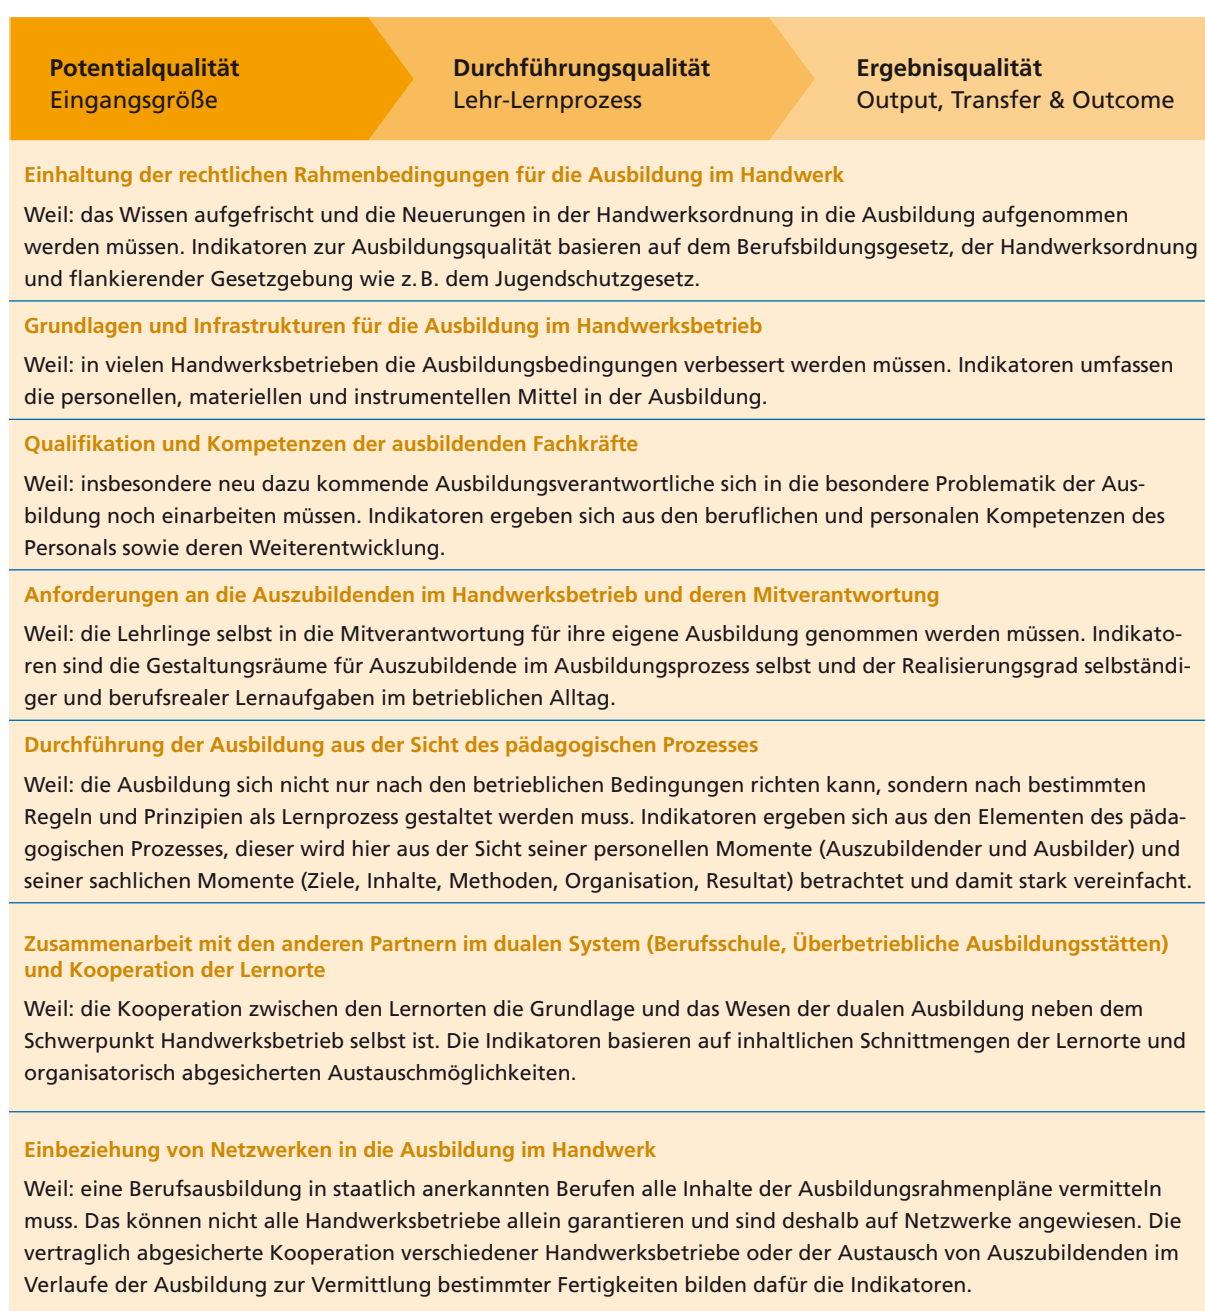 Potentialqualität
Eingangsgröße
Durchführungsqualität
Lehr-Lernprozess
Ergebnisqualität
Output, Transfer & Outcome
Einhaltung der rechtlichen Rahmenbedingungen für die Ausbildung im Handwerk
Weil: das Wissen aufgefrischt und die Neuerungen in der Handwerksordnung in die Ausbildung aufgenommen
werden müssen. Indikatoren zur Ausbildungsqualität basieren auf dem Berufsbildungsgesetz, der Handwerksordnung
und flankierender Gesetzgebung wie z. B. dem Jugendschutzgesetz.
Grundlagen und Infrastrukturen für die Ausbildung im Handwerksbetrieb
Weil: in vielen Handwerksbetrieben die Ausbildungsbedingungen verbessert werden müssen. Indikatoren umfassen
die personellen, materiellen und instrumentellen Mittel in der Ausbildung.
Qualifikation und Kompetenzen der ausbildenden Fachkräfte
Weil: insbesondere neu dazu kommende Ausbildungsverantwortliche sich in die besondere Problematik der Aus-
bildung noch einarbeiten müssen. Indikatoren ergeben sich aus den beruflichen und personalen Kompetenzen des
Personals sowie deren Weiterentwicklung.
Anforderungen an die Auszubildenden im Handwerksbetrieb und deren Mitverantwortung
Weil: die Lehrlinge selbst in die Mitverantwortung für ihre eigene Ausbildung genommen werden müssen. Indikato-
ren sind die Gestaltungsräume für Auszubildende im Ausbildungsprozess selbst und der Realisierungsgrad selbständi-
ger und berufsrealer Lernaufgaben im betrieblichen Alltag.
Durchführung der Ausbildung aus der Sicht des pädagogischen Prozesses
Weil: die Ausbildung sich nicht nur nach den betrieblichen Bedingungen richten kann, sondern nach bestimmten
Regeln und Prinzipien als Lernprozess gestaltet werden muss. Indikatoren ergeben sich aus den Elementen des päda-
gogischen Prozesses, dieser wird hier aus der Sicht seiner personellen Momente (Auszubildender und Ausbilder) und
seiner sachlichen Momente (Ziele, Inhalte, Methoden, Organisation, Resultat) betrachtet und damit stark vereinfacht.
Zusammenarbeit mit den anderen Partnern im dualen System (Berufsschule, Überbetriebliche Ausbildungsstätten)
und Kooperation der Lernorte
Weil: die Kooperation zwischen den Lernorten die Grundlage und das Wesen der dualen Ausbildung neben dem
Schwerpunkt Handwerksbetrieb selbst ist. Die Indikatoren basieren auf inhaltlichen Schnittmengen der Lernorte und
organisatorisch abgesicherten Austauschmöglichkeiten.
Einbeziehung von Netzwerken in die Ausbildung im Handwerk
Weil: eine Berufsausbildung in staatlich anerkannten Berufen alle Inhalte der Ausbildungsrahmenpläne vermitteln
muss. Das können nicht alle Handwerksbetriebe allein garantieren und sind deshalb auf Netzwerke angewiesen. Die
vertraglich abgesicherte Kooperation verschiedener Handwerksbetriebe oder der Austausch von Auszubildenden im
Verlaufe der Ausbildung zur Vermittlung bestimmter Fertigkeiten bilden dafür die Indikatoren.